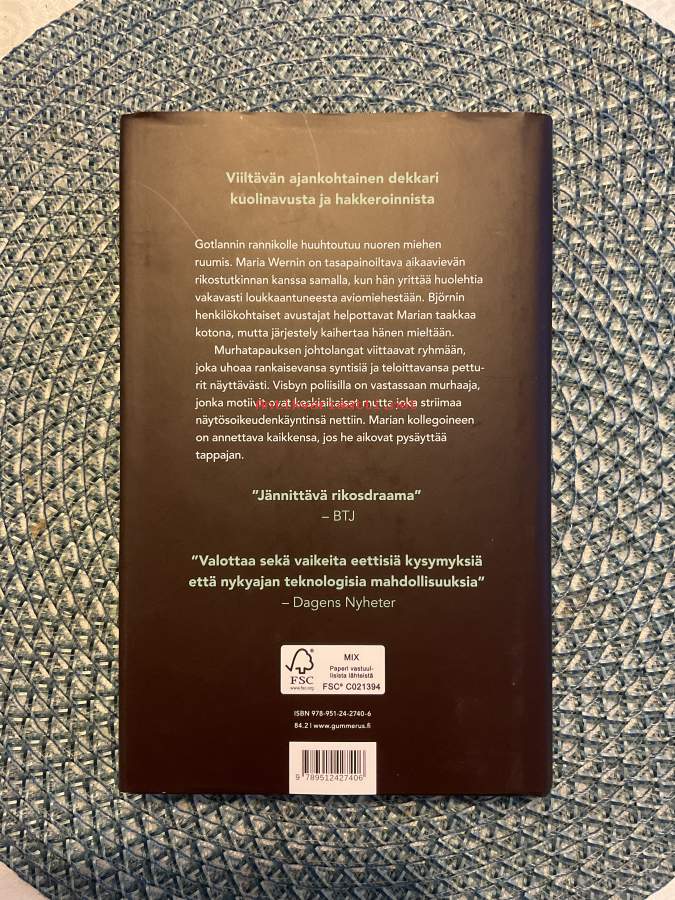 Viiltävän ajankohtainen dekkari
kuolinavusta ja hakkeroinnista
Gotlannin rannikolle huuhtoutuu nuoren miehen
ruumis. Maria Wernin on tasapainoiltava aikaavievän
rikostutkinnan kanssa samalla, kun hän yrittää huolehtia
vakavasti loukkaantuneesta aviomiehestään. Björnin
henkilökohtaiset avustajat helpottavat Marian taakkaa
kotona, mutta järjestely kaihertaa hänen mieltään.
Murhatapauksen johtolangat viittaavat ryhmään,
joka uhoaa rankaisevansa syntisiä ja teloittavansa pettu-
rit näyttävästi. Visbyn poliisilla on vastassaan murhaaja,
jonka motiivit ovat keskiaikaiset mutta joka striimaa
näytösoikeudenkäyntinsä nettiin. Marian kollegoineen
on annettava kaikkensa, jos he aikovat pysäyttää
tappajan.
”Jännittävä rikosdraama”
– BTJ
”Valottaa sekä vaikeita eettisiä kysymyksiä
että nykyajan teknologisia mahdollisuuksia”
– Dagens Nyheter
FSC
www.fsc.org
MIX
Paperi vastuul-
lisista lähteistä
FSC® C021394
ISBN 978-951-24-2740-6
84.2 | www.gummerus.fi
9 789512 427406